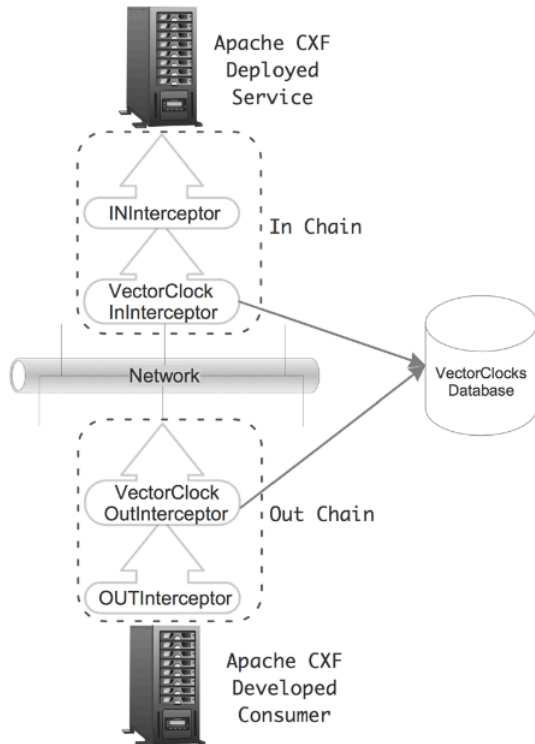 Apache CXF
Deployed
Service
INInterceptor
In Chain
VectorClock
InInterceptor
VectorClocks
Database
Network
VectorClock
OutInterceptor
Out Chain
OUTInterceptor
Apache CXF
Developed
Consumer